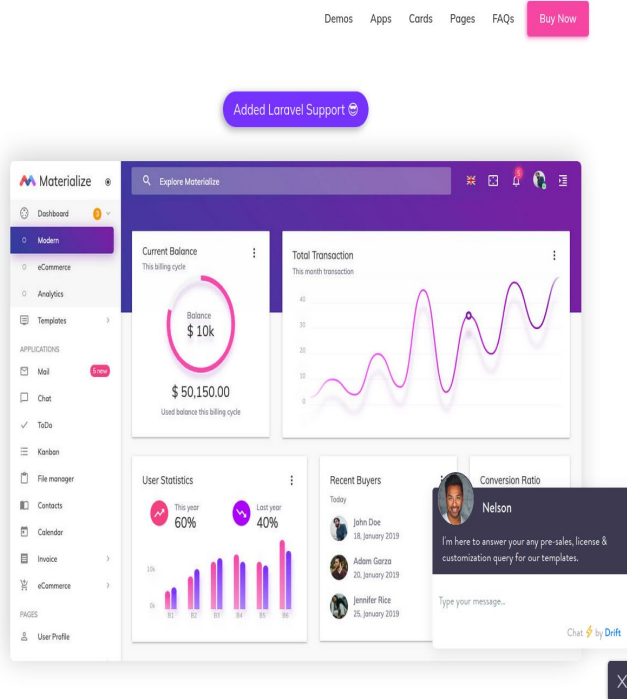 Demos Apps Cards Pages FAQs Buy Now
Added Laravel Support 😎
Materialize
Explore Materialize
5
Dashboard 3
Modern
eCommerce
Analytics
Templates
APPLICATIONS
Mail 5 new
Chat
ToDo
Kanban
File manager
Contacts
Calendar
Invoice
eCommerce
PAGES
User Profile
Current Balance
This billing cycle
Balance
$ 10k
$ 50,150.00
Used balance this billing cycle
Total Transaction
This month transaction
40
30
20
10
0
User Statistics
This year
60%
Last year
40%
10k
0k
B1 B2 B3 B4 B5 B6
Recent Buyers
Today
John Doe
18, January 2019
Adam Garza
20, January 2019
Jennifer Rice
25, January 2019
Conversion Ratio
Nelson
I'm here to answer your any pre-sales, license &
customization query for our templates.
Type your message...
Chat ⚡ by Drift
X